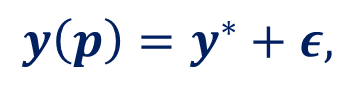 y(p) = y* + ϵ,